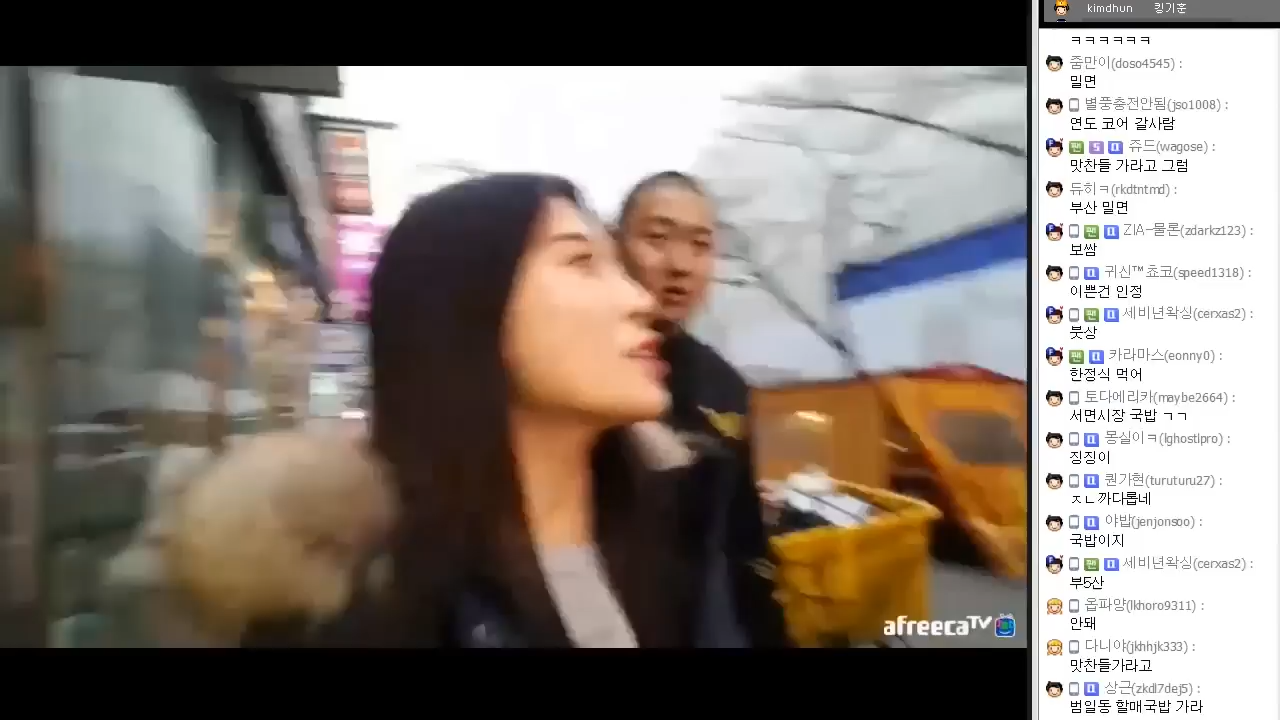 kimdhun 킹기훈
ㅋㅋㅋㅋㅋㅋ
줌만이(doso4545) :
밀면
별풍충전안됨(jso1008) :
연도 코어 갈사람
팬 S 쥬드(wagose) :
맛찬들 가라고 그럼
듀히ㅋ(rkdtntmd) :
부산 밀면
팬 ZIA-물론(zdarkz123) :
보쌈
귀신™쵸코(speed1318) :
이쁜건 인정
팬 세비년왁싱(cerxas2) :
붓상
팬 카라마스(eonny0) :
한정식 먹어
토다에리카(maybe2664) :
서면시장 국밥 ㄱㄱ
몽실이ㅋ(lghostlpro) :
징징이
퀸가현(turuturu27) :
ㅈㄴ까다롭네
야밥(jenjonsoo) :
국밥이지
팬 세비년왁싱(cerxas2) :
부5산
옵파양(lkhoro9311) :
안돼
다니야(jkhhjk333) :
맛찬들가라고
상근(zkdl7dej5) :
범일동 할매국밥 가라
afreecaTV